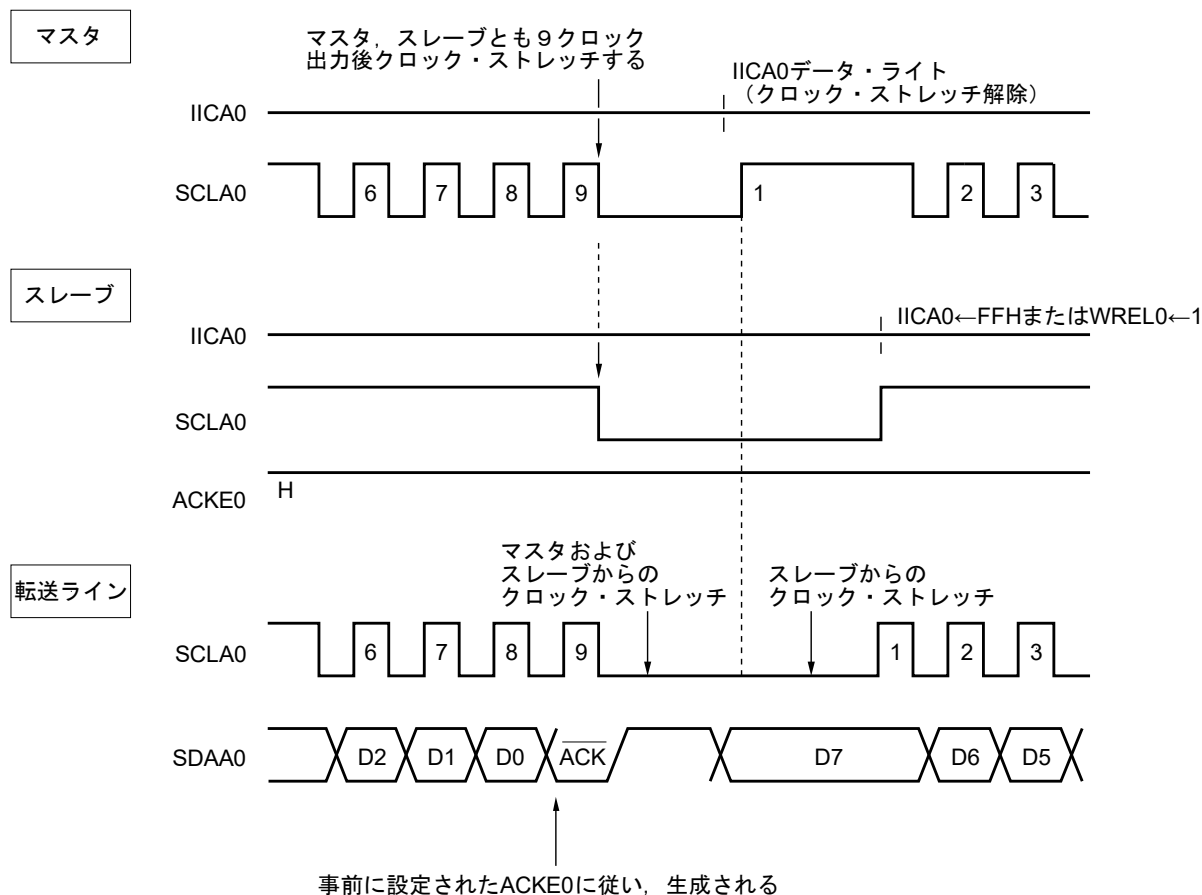 マスタ
マスタ，スレーブとも９クロック
出力後クロック・ストレッチする
IICA0データ・ライト
（クロック・ストレッチ解除）
IICA0
SCLA0
6 7 8 9 1 2 3
スレーブ
IICA0←FFHまたはWREL0←1
IICA0
SCLA0
H
ACKE0
転送ライン
マスタおよび
スレーブからの
クロック・ストレッチ
スレーブからの
クロック・ストレッチ
SCLA0
6 7 8 9 1 2 3
SDAA0
D2 D1 D0 ACK D7 D6 D5
事前に設定されたACKE0に従い，生成される